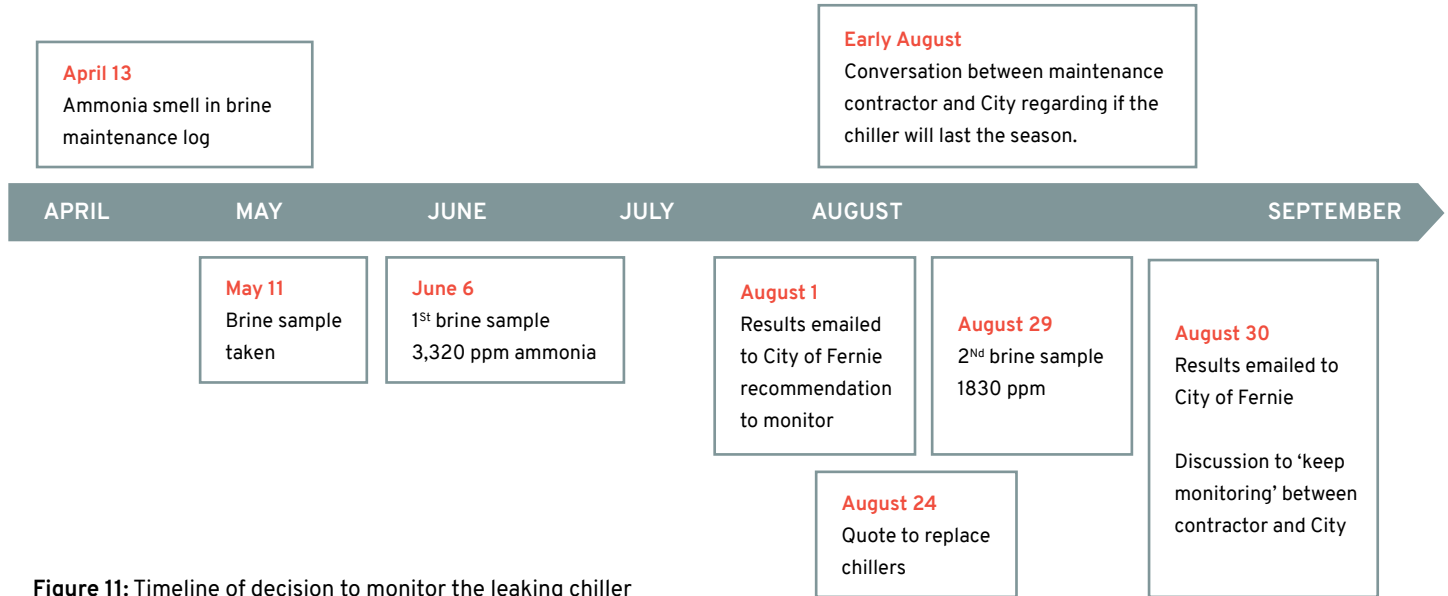 April 13
Ammonia smell in brine
maintenance log
Early August
Conversation between maintenance
contractor and City regarding if the
chiller will last the season.
APRIL MAY JUNE JULY AUGUST SEPTEMBER
May 11
Brine sample
taken
June 6
1St brine sample
3,320 ppm ammonia
August 1
Results emailed
to City of Fernie
recommendation
to monitor
August 24
Quote to replace
chillers
August 29
2Nd brine sample
1830 ppm
August 30
Results emailed to
City of Fernie
Discussion to ‘keep
monitoring’ between
contractor and City
Figure 11: Timeline of decision to monitor the leaking chiller